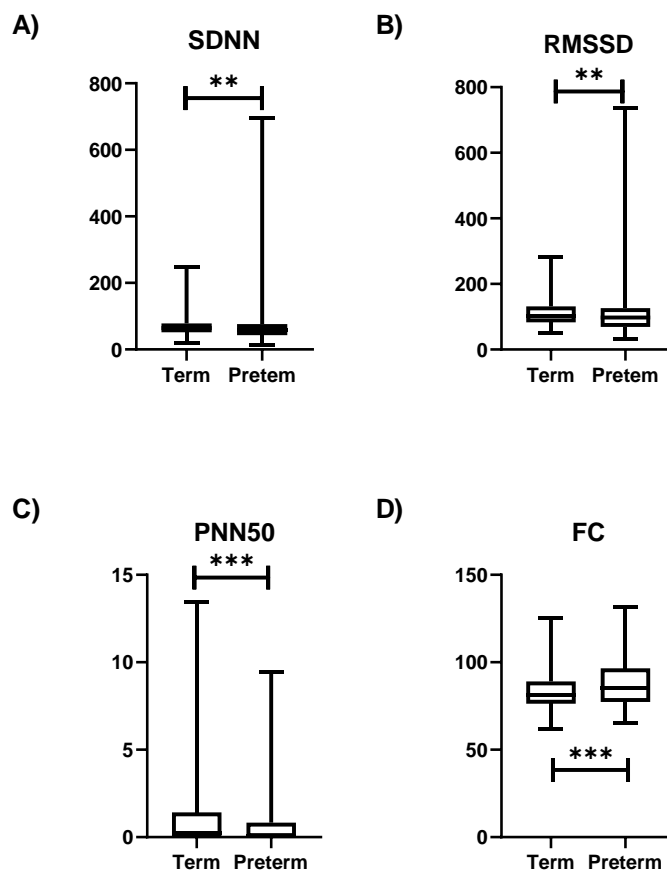 A)
SDNN
**
800
600
400
200
0
Term Pretem
B)
RMSSD
**
800
600
400
200
0
Term Pretem
C)
PNN50
***
15
10
5
0
Term Preterm
D)
FC
150
100
50
0
***
Term Preterm